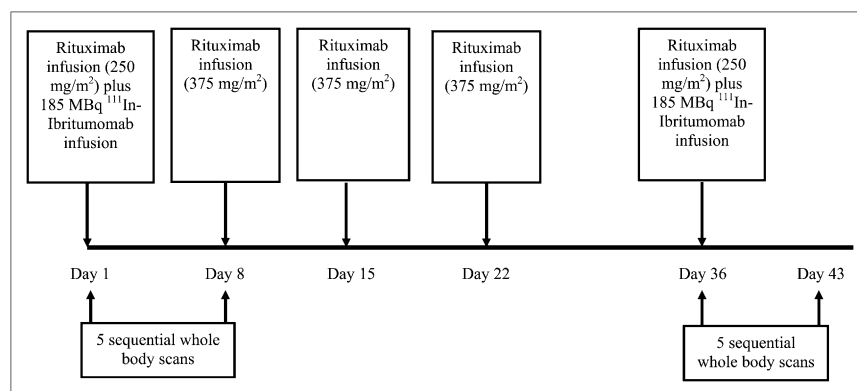 Rituximab
infusion (250
mg/m²) plus
185 MBq ¹¹¹In-
Ibritumomab
infusion
Rituximab
infusion
(375 mg/m²)
Rituximab
infusion
(375 mg/m²)
Rituximab
infusion
(375 mg/m²)
Rituximab
infusion (250
mg/m²) plus
185 MBq ¹¹¹In-
Ibritumomab
infusion
Day 1
Day 8
Day 15
Day 22
Day 36
Day 43
5 sequential whole
body scans
5 sequential
whole body scans